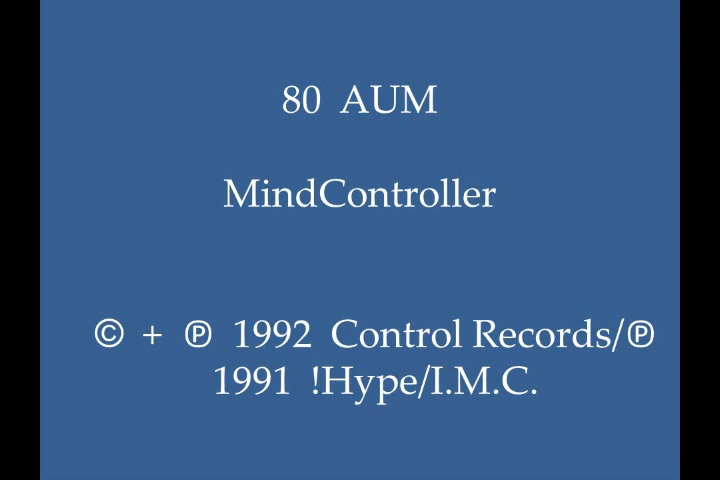 80 AUM
MindController
© + ℗ 1992 Control Records/℗
1991 !Hype/I.M.C.